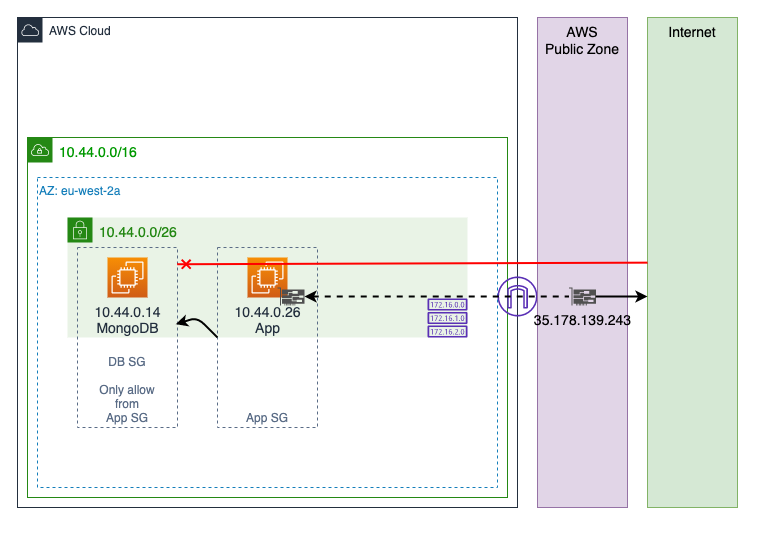 AWS Cloud
AWS
Public Zone
Internet
10.44.0.0/16
AZ: eu-west-2a
10.44.0.0/26
10.44.0.14
MongoDB
10.44.0.26
App
172.16.0.0
172.16.1.0
172.16.2.0
35.178.139.243
DB SG
Only allow
from
App SG
App SG